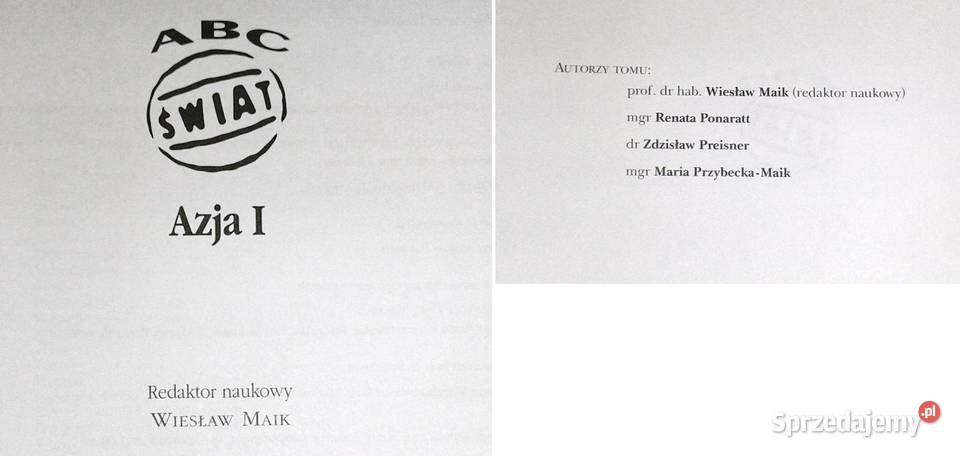 ABC
ŚWIAT
Azja I
Redaktor naukowy
WIESŁAW MAIK
AUTORZY TOMU:
prof. dr hab. Wiesław Maik (redaktor naukowy)
mgr Renata Ponaratt
dr Zdzisław Preisner
mgr Maria Przybecka-Maik
Sprzedajemy.pl